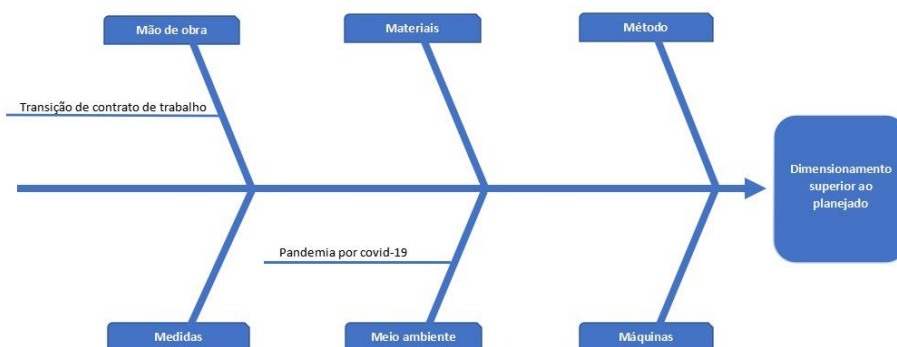 Mão de obra
Materiais
Método
Transição de contrato de trabalho
Dimensionamento
superior ao
planejado
Pandemia por covid-19
Medidas
Meio ambiente
Máquinas